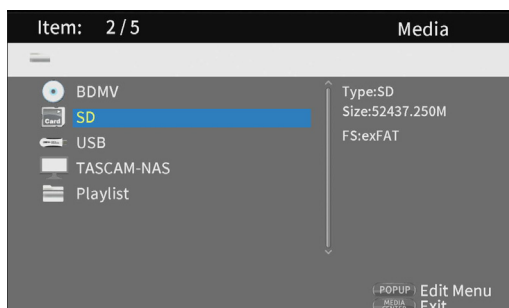 Item: 2/5 Media
BDMV
Card SD
USB
TASCAM-NAS
Playlist
Type:SD
Size:52437.250M
FS:exFAT
POPUP Edit Menu
MEDIA Exit